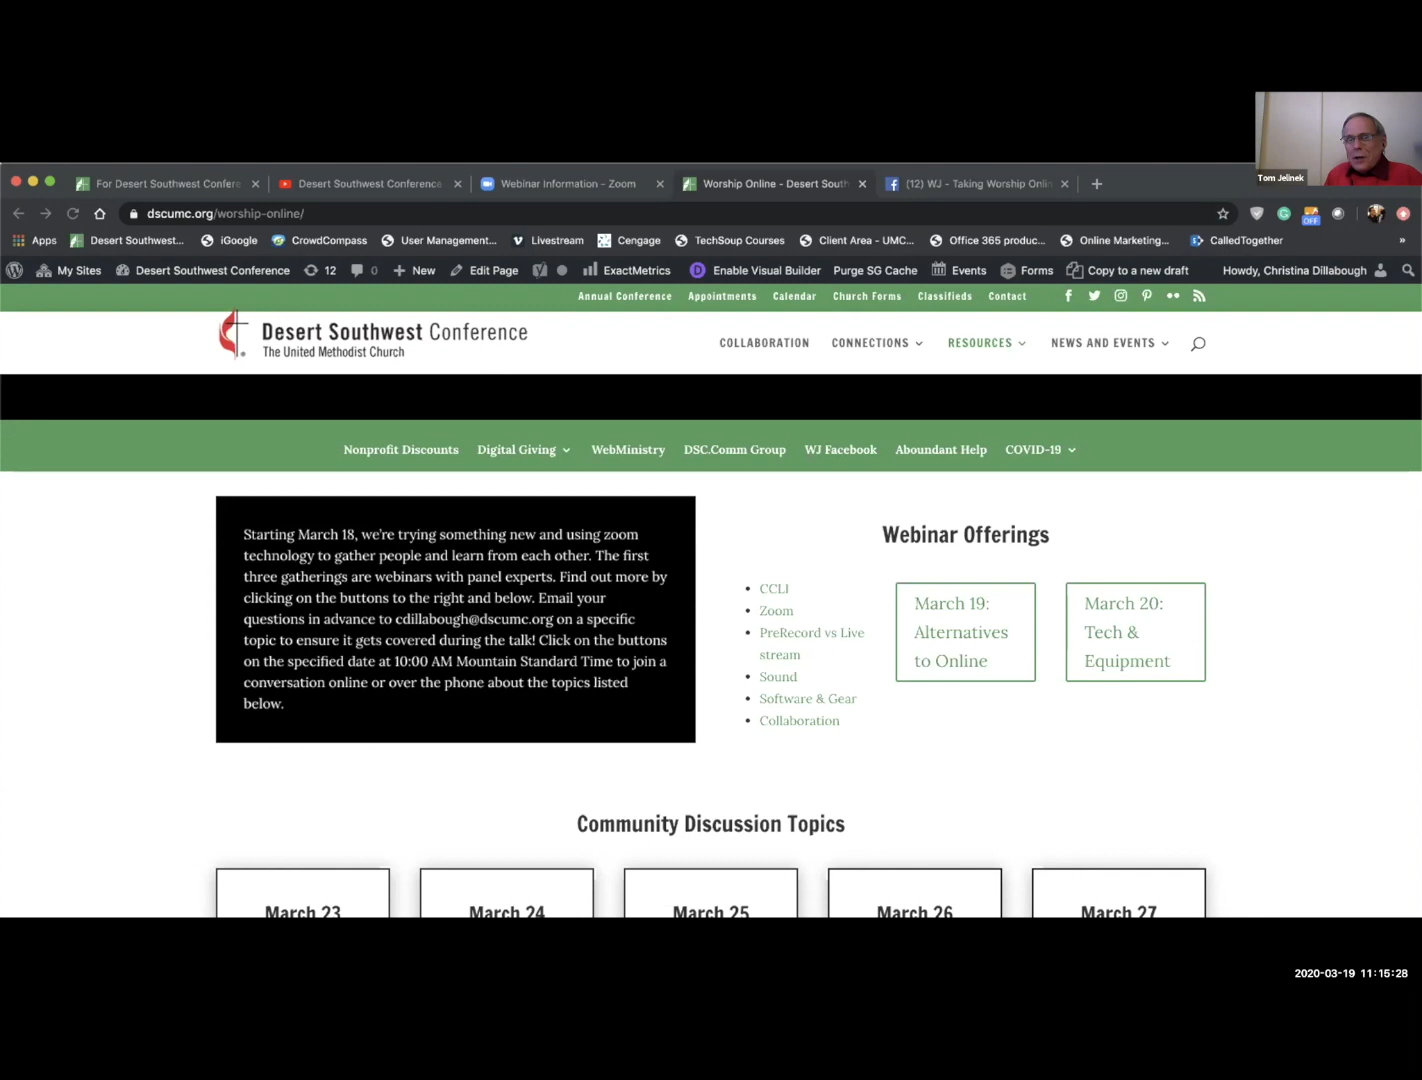 Tom Jelinek
For Desert Southwest Confere
Desert Southwest Conference
Webinar Information - Zoom
Worship Online - Desert South
(12) WJ - Taking Worship Onlin
dscumc.org/worship-online/
Apps
Desert Southwest...
iGoogle
CrowdCompass
User Management...
Livestream
Cengage
TechSoup Courses
Client Area - UMC...
Office 365 produc...
Online Marketing...
CalledTogether
»
OFF
My Sites
Desert Southwest Conference
12
0
New
Edit Page
ExactMetrics
Enable Visual Builder
Purge SG Cache
Events
Forms
Copy to a new draft
Howdy, Christina Dillabough
Annual Conference
Appointments
Calendar
Church Forms
Classifieds
Contact
Desert Southwest Conference
The United Methodist Church
COLLABORATION
CONNECTIONS
RESOURCES
NEWS AND EVENTS
Nonprofit Discounts
Digital Giving
WebMinistry
DSC.Comm Group
WJ Facebook
Aboundant Help
COVID-19
Starting March 18, we're trying something new and using zoom
technology to gather people and learn from each other. The first
three gatherings are webinars with panel experts. Find out more by
clicking on the buttons to the right and below. Email your
questions in advance to cdillabough@dscumc.org on a specific
topic to ensure it gets covered during the talk! Click on the buttons
on the specified date at 10:00 AM Mountain Standard Time to join a
conversation online or over the phone about the topics listed
below.
Webinar Offerings
CCLI
Zoom
PreRecord vs Live
stream
Sound
Software & Gear
Collaboration
March 19:
Alternatives
to Online
March 20:
Tech &
Equipment
Community Discussion Topics
March 23
March 24
March 25
March 26
March 27
2020-03-19 11:15:28